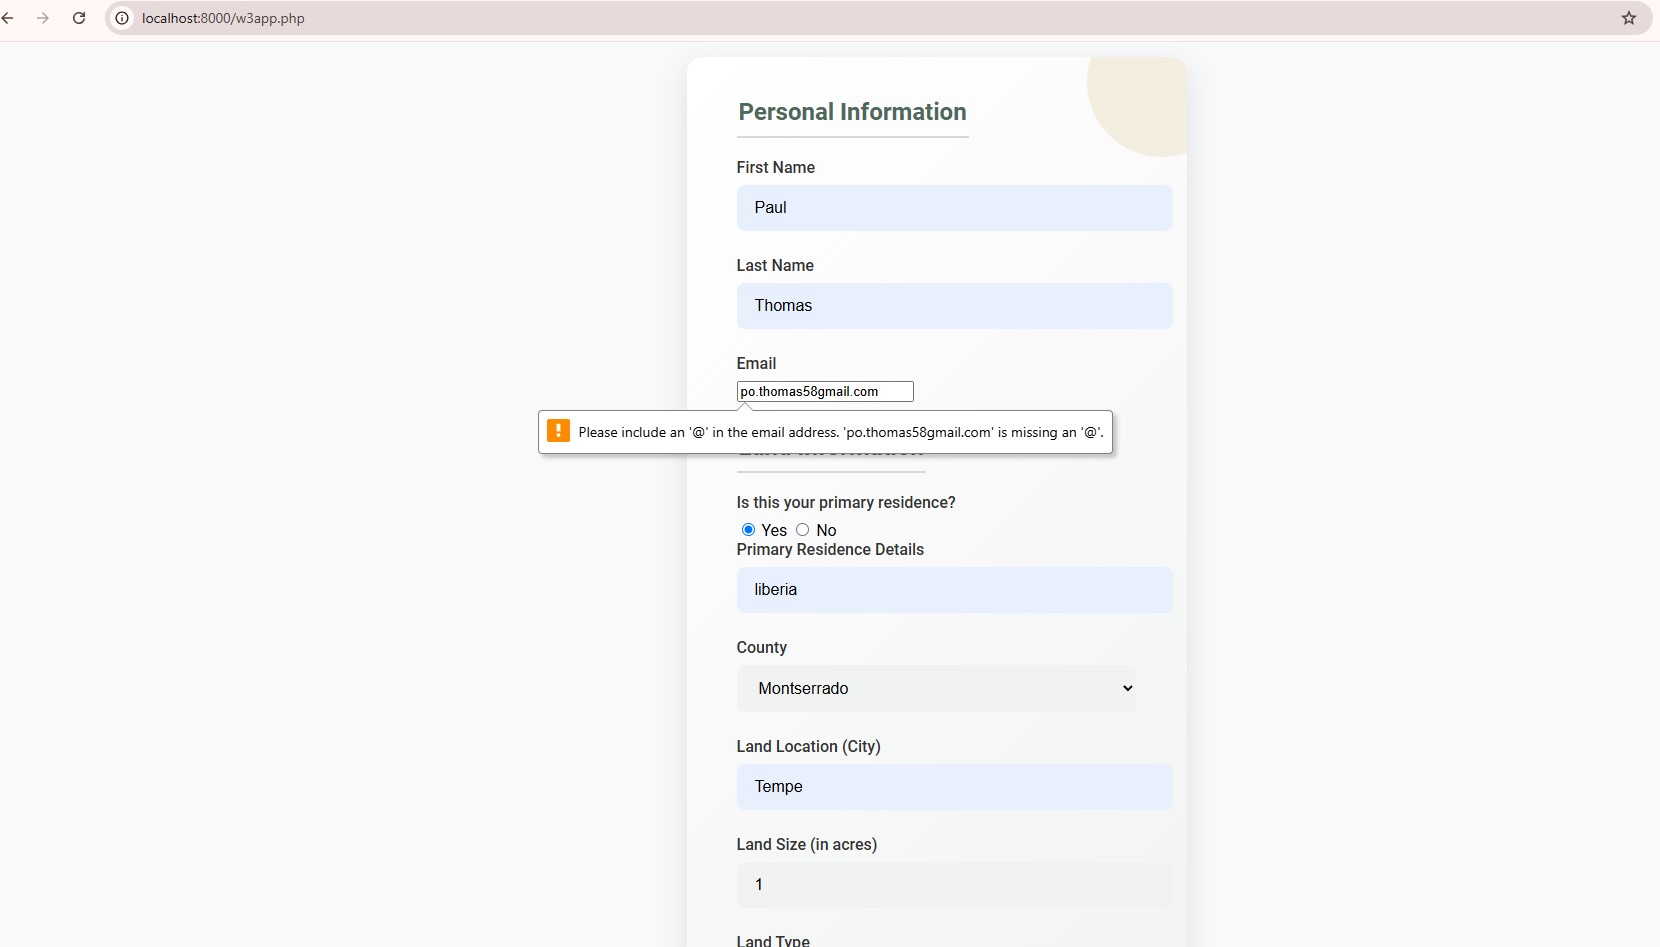 localhost:8000/w3app.php
Personal Information
First Name
Paul
Last Name
Thomas
Email
po.thomas58gmail.com
Please include an '@' in the email address. 'po.thomas58gmail.com' is missing an '@'.
Is this your primary residence?
Yes No
Primary Residence Details
liberia
County
Montserrado
Land Location (City)
Tempe
Land Size (in acres)
1
Land Type